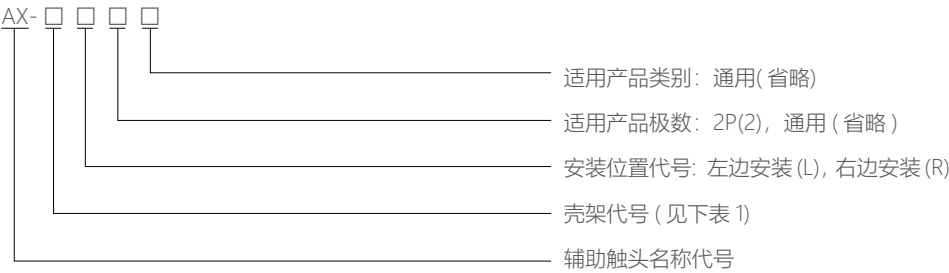 AX-□ □ □ □
适用产品类别：通用(省略)
适用产品极数：2P(2)，通用(省略)
安装位置代号: 左边安装(L), 右边安装(R)
壳架代号(见下表1)
辅助触头名称代号